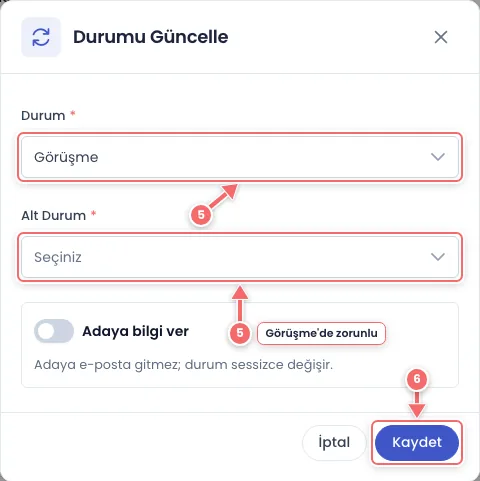 Durumu Güncelle
Durum *
Görüşme
5
Alt Durum *
Seçiniz
Adaya bilgi ver
5 Görüşme'de zorunlu
Adaya e-posta gitmez; durum sessizce değişir.
6
İptal Kaydet